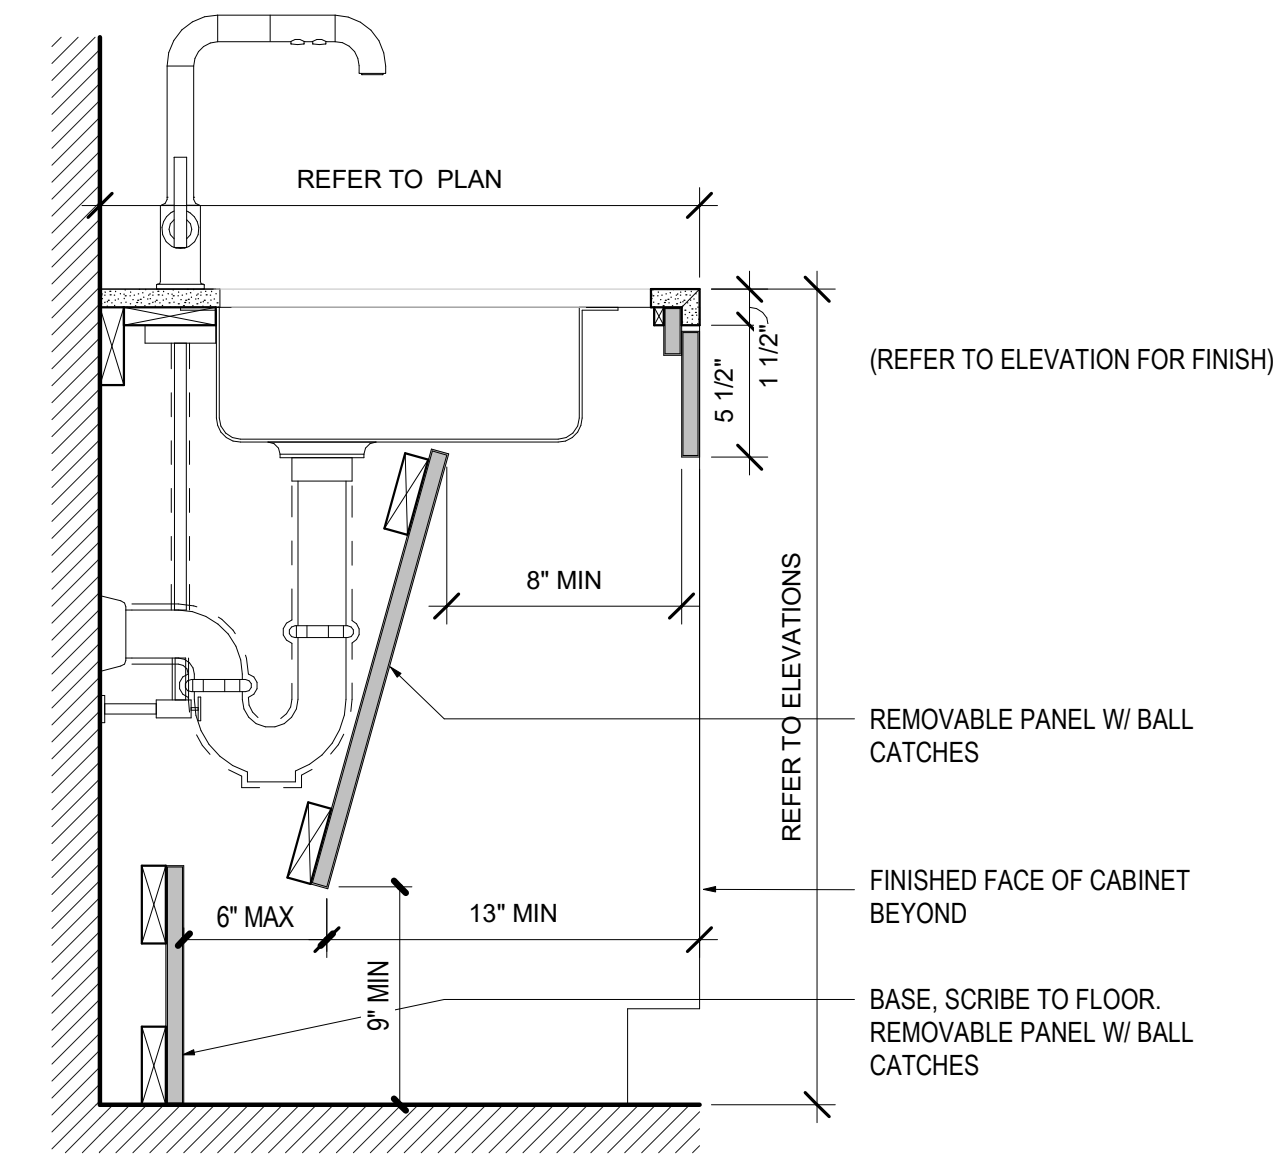 REFER TO PLAN
(REFER TO ELEVATION FOR FINISH)
1 1/2"
5 1/2"
8" MIN
REFER TO ELEVATIONS
REMOVABLE PANEL W/ BALL
CATCHES
FINISHED FACE OF CABINET
BEYOND
6" MAX
13" MIN
9" MIN
BASE, SCRIBE TO FLOOR.
REMOVABLE PANEL W/ BALL
CATCHES